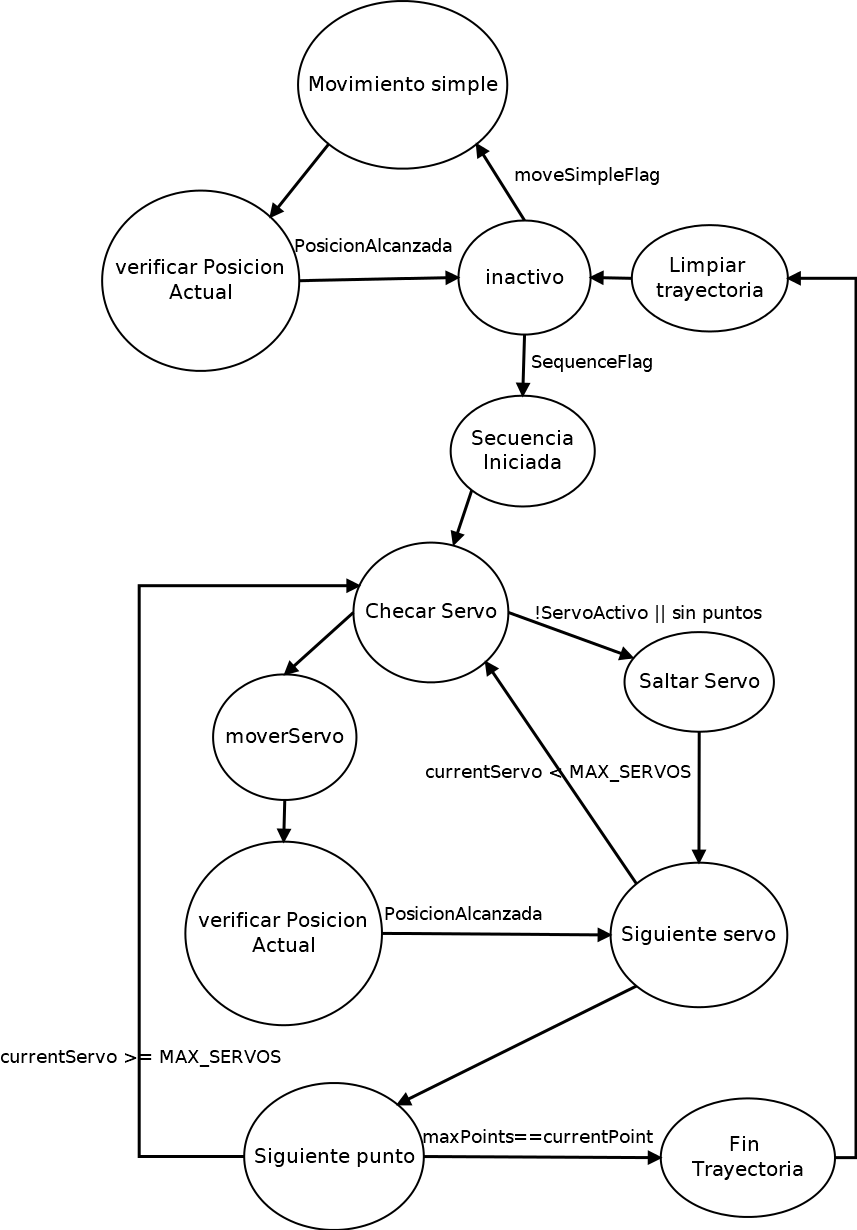 Movimiento simple
moveSimpleFlag
verificar Posicion
Actual
PosicionAlcanzada
inactivo
Limpiar
trayectoria
SequenceFlag
Secuencia
Iniciada
Checar Servo
!ServoActivo || sin puntos
Saltar Servo
moverServo
currentServo < MAX_SERVOS
verificar Posicion
Actual
PosicionAlcanzada
Siguiente servo
currentServo >= MAX_SERVOS
Siguiente punto
maxPoints==currentPoint
Fin
Trayectoria